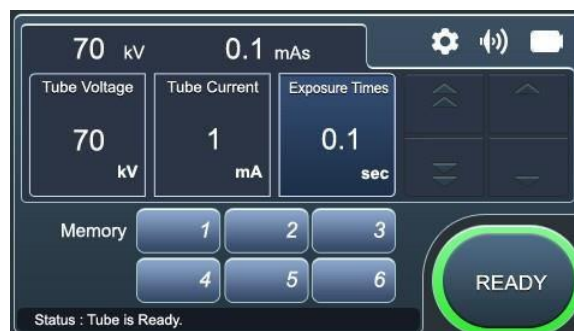 70 kV 0.1 mAs
Tube Voltage Tube Current Exposure Times
70 1 0.1
kV mA sec
Memory 1 2 3
4 5 6
READY
Status : Tube is Ready.